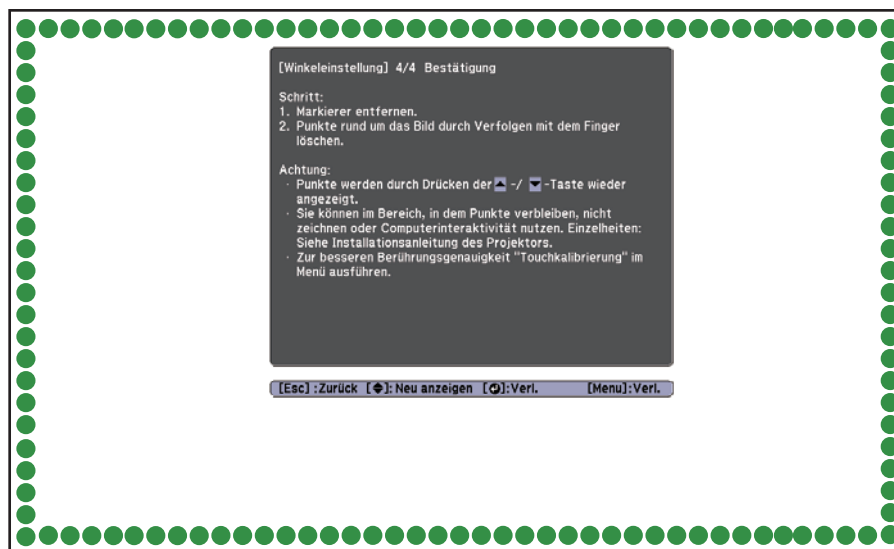 [Winkeleinstellung] 4/4 Bestätigung
Schritt:
1. Markierer entfernen.
2. Punkte rund um das Bild durch Verfolgen mit dem Finger
löschen.
Achtung:
· Punkte werden durch Drücken der ▲ -/ ▼ -Taste wieder
angezeigt.
· Sie können im Bereich, in dem Punkte verbleiben, nicht
zeichnen oder Computerinteraktivität nutzen. Einzelheiten:
Siehe Installationsanleitung des Projektors.
· Zur besseren Berührungsgenauigkeit "Touchkalibrierung" im
Menü ausführen.
[Esc] :Zurück [◆]: Neu anzeigen [⏎]:Verl. [Menu]:Verl.